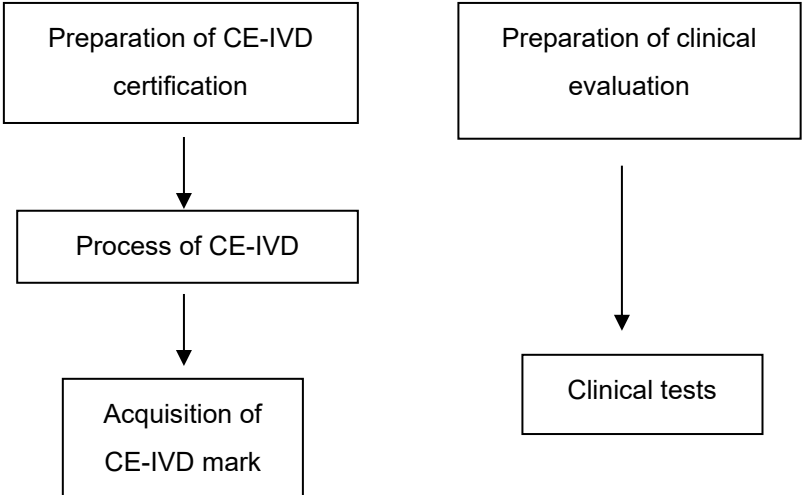 Preparation of CE-IVD
certification
Process of CE-IVD
Acquisition of
CE-IVD mark
Preparation of clinical
evaluation
Clinical tests